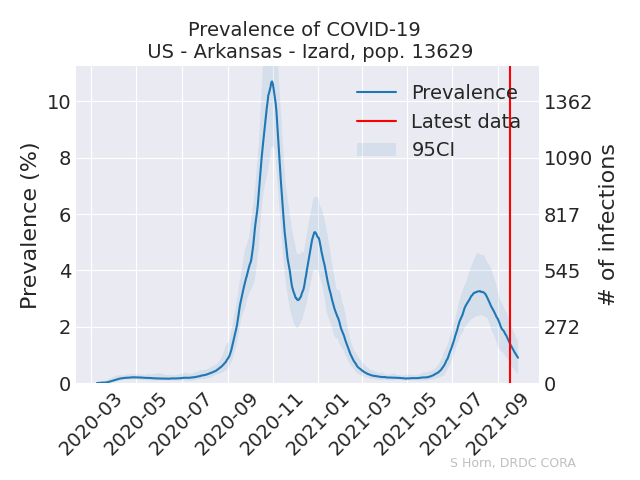 Prevalence of COVID-19
US - Arkansas - Izard, pop. 13629
Prevalence (%)
10
8
6
4
2
0
Prevalence
Latest data
95CI
1362
1090
817
545
272
0
# of infections
2020-03
2020-05
2020-07
2020-09
2020-11
2021-01
2021-03
2021-05
2021-07
2021-09
S Horn, DRDC CORA